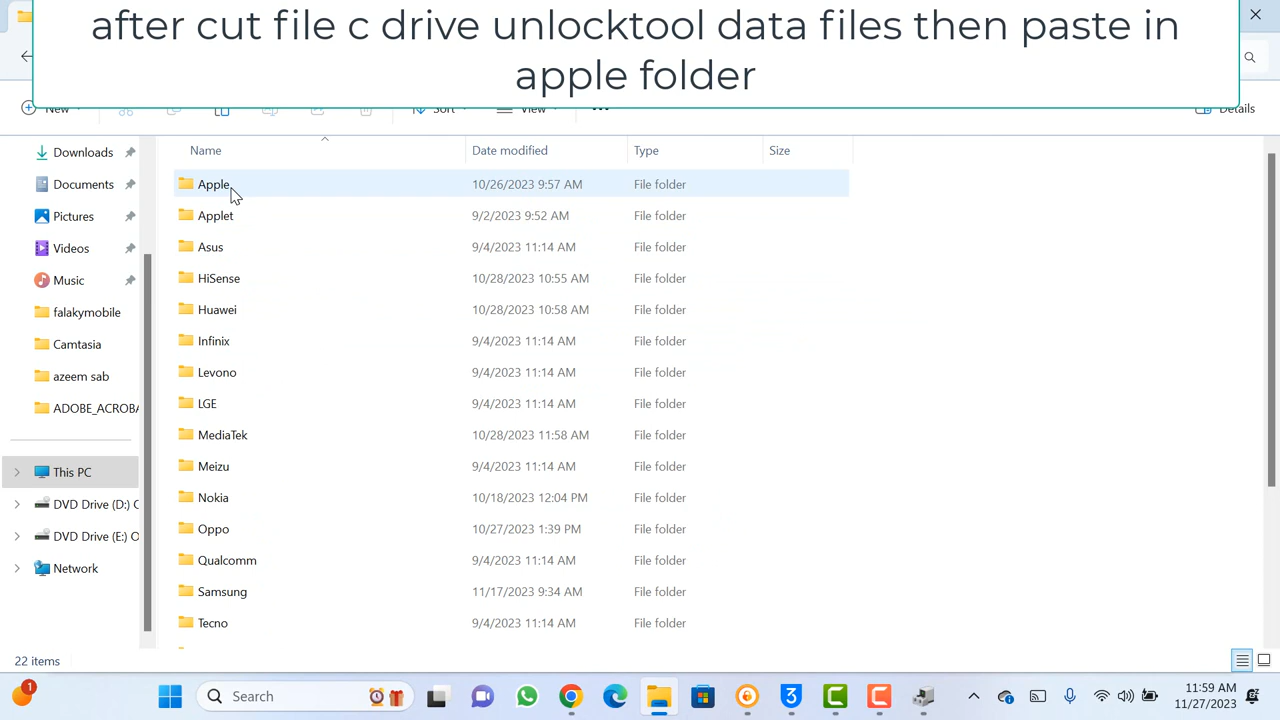 after cut file c drive unlocktool data files then paste in
apple folder
New
Sort
View
Details
Name Date modified Type Size
Downloads
Documents
Pictures
Videos
Music
falakymobile
Camtasia
azeem sab
ADOBE_ACROBA
This PC
DVD Drive (D:) C
DVD Drive (E:) O
Network
Apple 10/26/2023 9:57 AM File folder
Applet 9/2/2023 9:52 AM File folder
Asus 9/4/2023 11:14 AM File folder
HiSense 10/28/2023 10:55 AM File folder
Huawei 10/28/2023 10:58 AM File folder
Infinix 9/4/2023 11:14 AM File folder
Levono 9/4/2023 11:14 AM File folder
LGE 9/4/2023 11:14 AM File folder
MediaTek 10/28/2023 11:58 AM File folder
Meizu 9/4/2023 11:14 AM File folder
Nokia 10/18/2023 12:04 PM File folder
Oppo 10/27/2023 1:39 PM File folder
Qualcomm 9/4/2023 11:14 AM File folder
Samsung 11/17/2023 9:34 AM File folder
Tecno 9/4/2023 11:14 AM File folder
22 items
1
Search
3
11:59 AM
11/27/2023